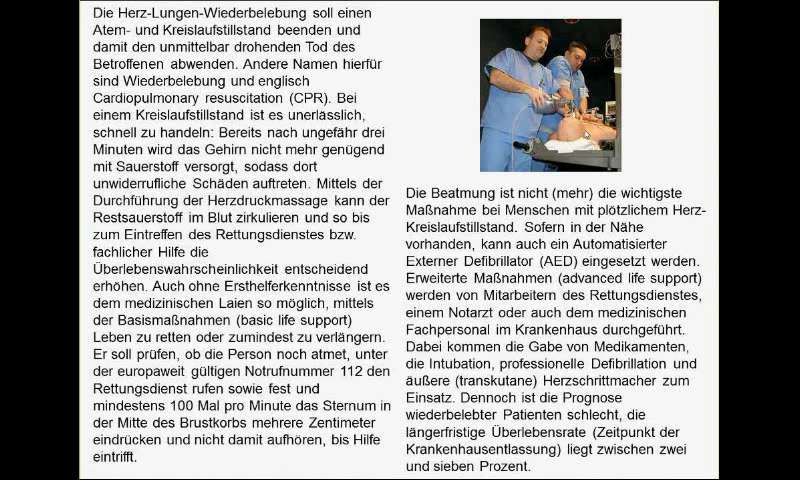 Die Herz-Lungen-Wiederbelebung soll einen
Atem- und Kreislaufstillstand beenden und
damit den unmittelbar drohenden Tod des
Betroffenen abwenden. Andere Namen hierfür
sind Wiederbelebung und englisch
Cardiopulmonary resuscitation (CPR). Bei
einem Kreislaufstillstand ist es unerlässlich,
schnell zu handeln: Bereits nach ungefähr drei
Minuten wird das Gehirn nicht mehr genügend
mit Sauerstoff versorgt, sodass dort
unwiderrufliche Schäden auftreten. Mittels der
Durchführung der Herzdruckmassage kann der
Restsauerstoff im Blut zirkulieren und so bis
zum Eintreffen des Rettungsdienstes bzw.
fachlicher Hilfe die
Überlebenswahrscheinlichkeit entscheidend
erhöhen. Auch ohne Ersthelferkenntnisse ist es
dem medizinischen Laien so möglich, mittels
der Basismaßnahmen (basic life support)
Leben zu retten oder zumindest zu verlängern.
Er soll prüfen, ob die Person noch atmet, unter
der europaweit gültigen Notrufnummer 112 den
Rettungsdienst rufen sowie fest und
mindestens 100 Mal pro Minute das Sternum in
der Mitte des Brustkorbs mehrere Zentimeter
eindrücken und nicht damit aufhören, bis Hilfe
eintrifft.
Die Beatmung ist nicht (mehr) die wichtigste
Maßnahme bei Menschen mit plötzlichem Herz-
Kreislaufstillstand. Sofern in der Nähe
vorhanden, kann auch ein Automatisierter
Externer Defibrillator (AED) eingesetzt werden.
Erweiterte Maßnahmen (advanced life support)
werden von Mitarbeitern des Rettungsdienstes,
einem Notarzt oder auch dem medizinischen
Fachpersonal im Krankenhaus durchgeführt.
Dabei kommen die Gabe von Medikamenten,
die Intubation, professionelle Defibrillation und
äußere (transkutane) Herzschrittmacher zum
Einsatz. Dennoch ist die Prognose
wiederbelebter Patienten schlecht, die
längerfristige Überlebensrate (Zeitpunkt der
Krankenhausentlassung) liegt zwischen zwei
und sieben Prozent.